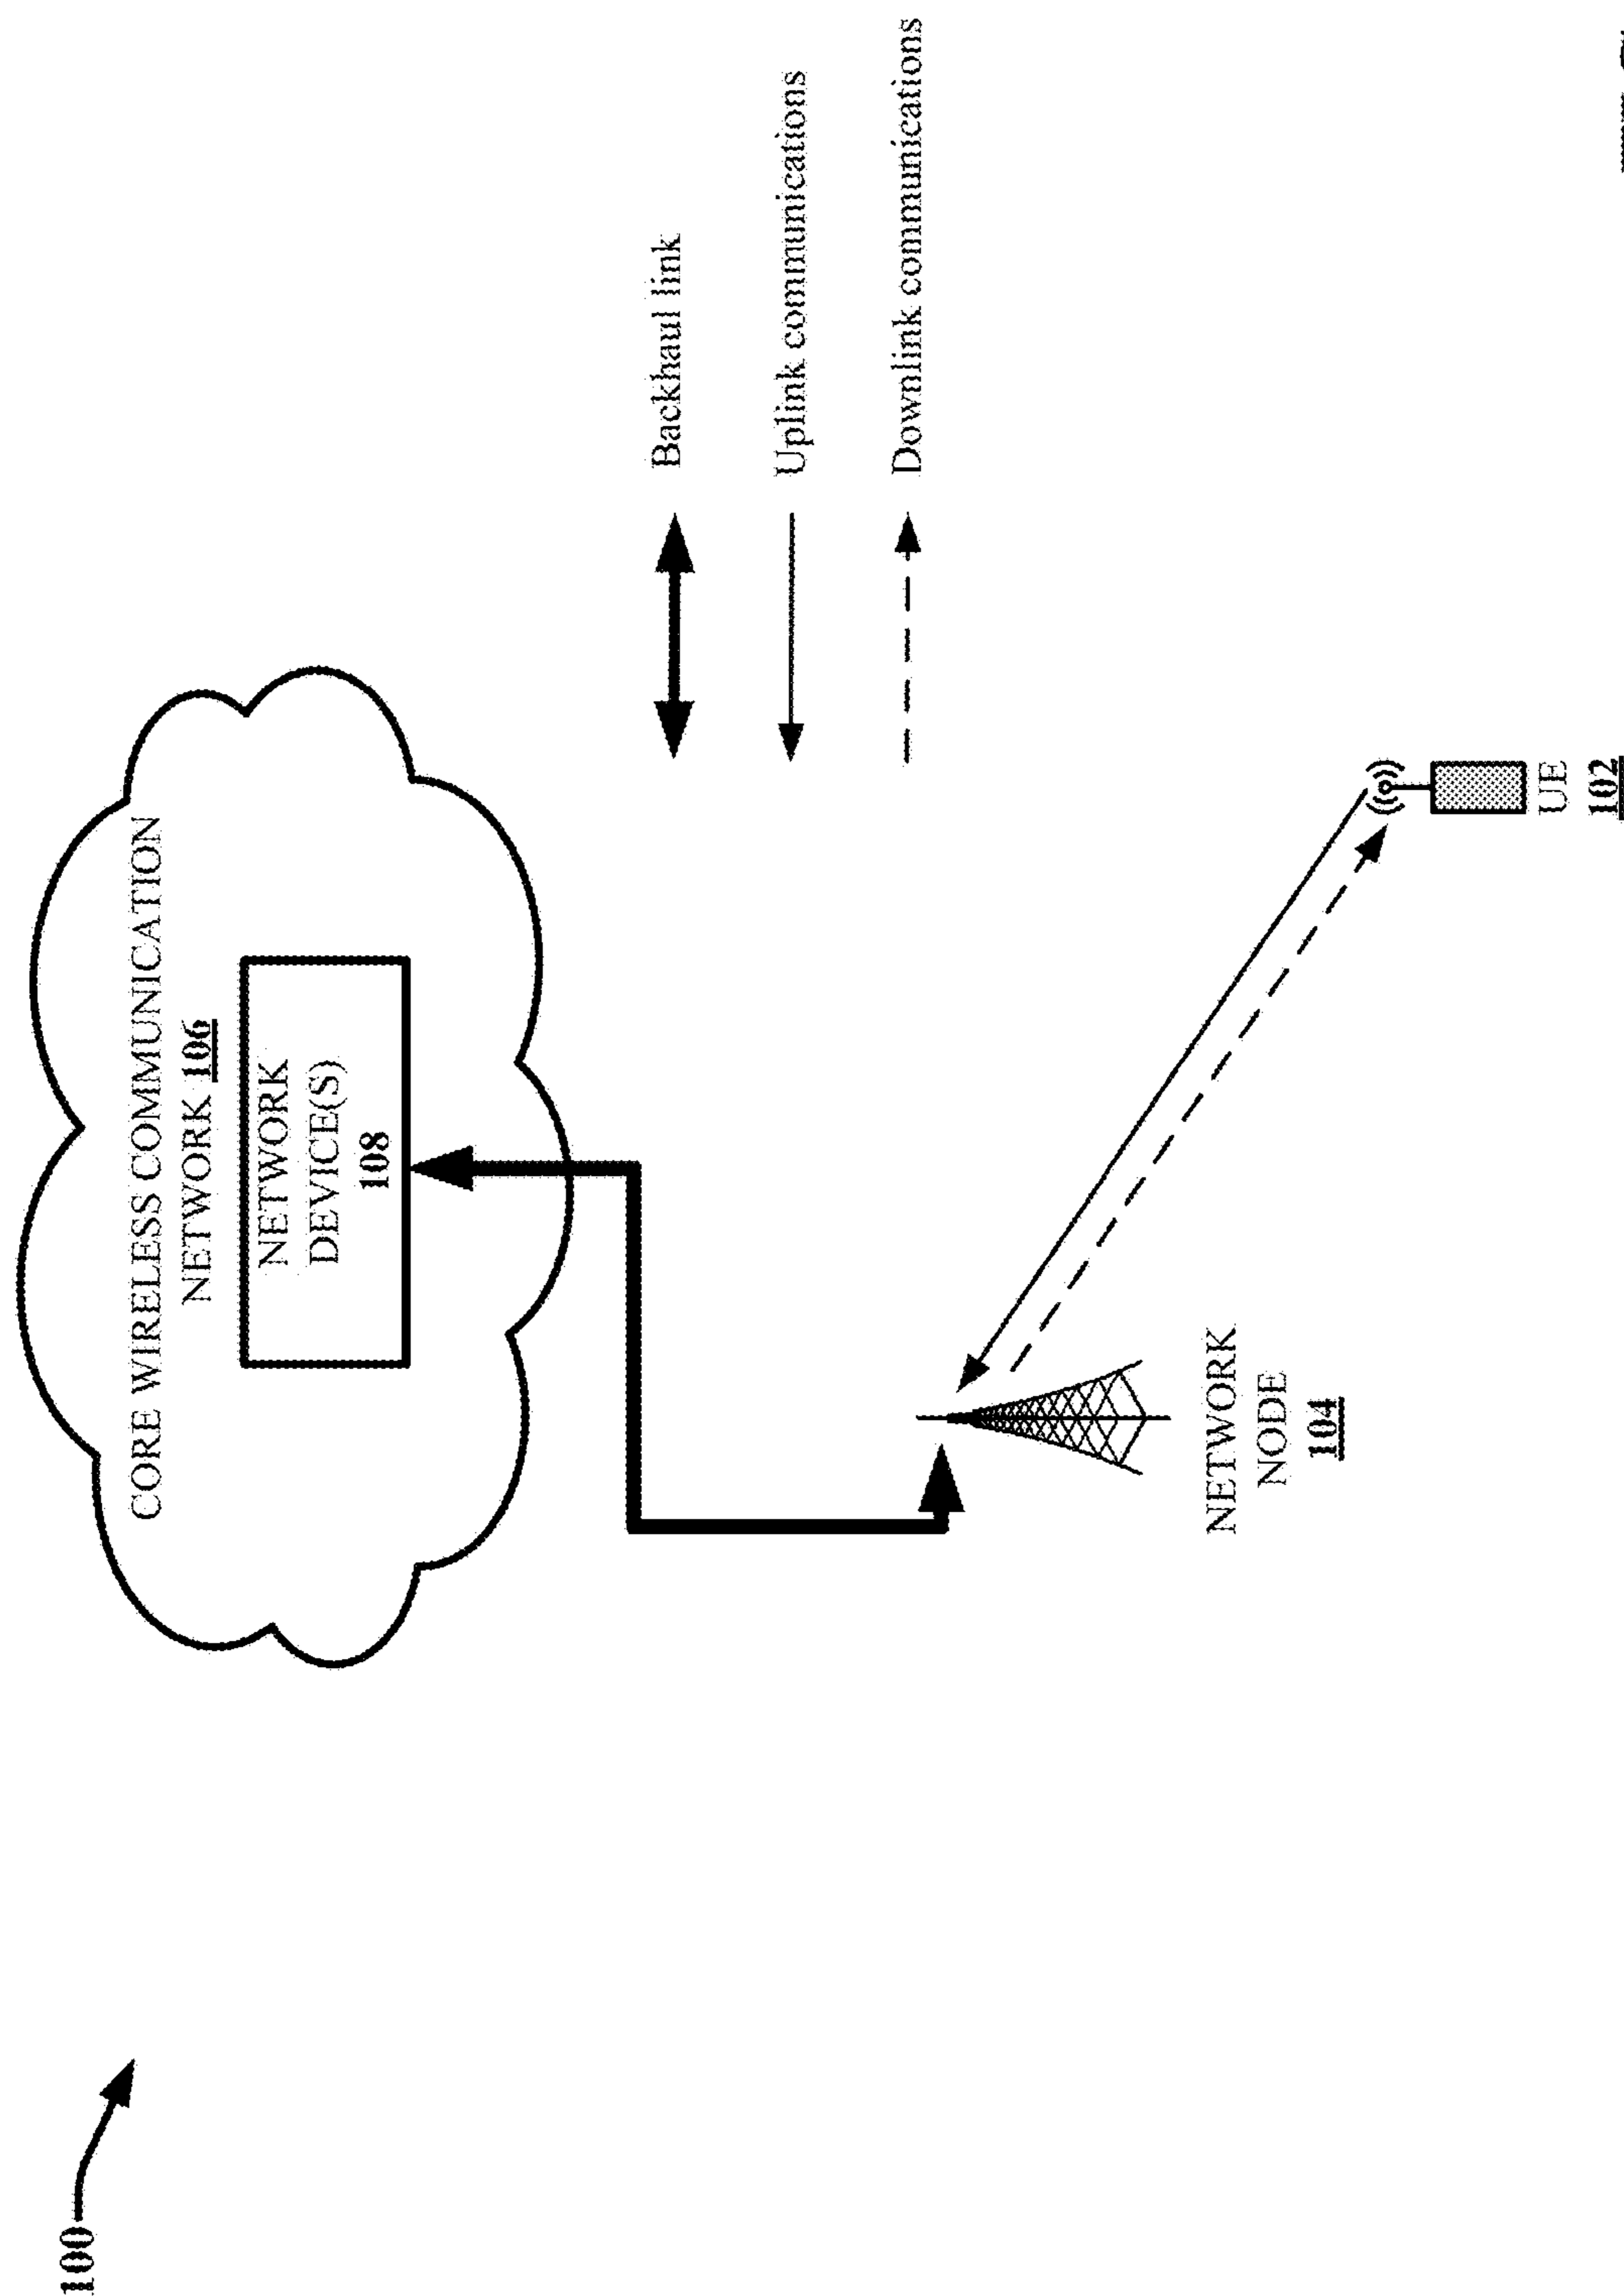 100
CORE WIRELESS COMMUNICATION
NETWORK 106
NETWORK
DEVICE(S)
108
Backhaul link
Uplink communications
Downlink communications
NETWORK
NODE
104
UE
102